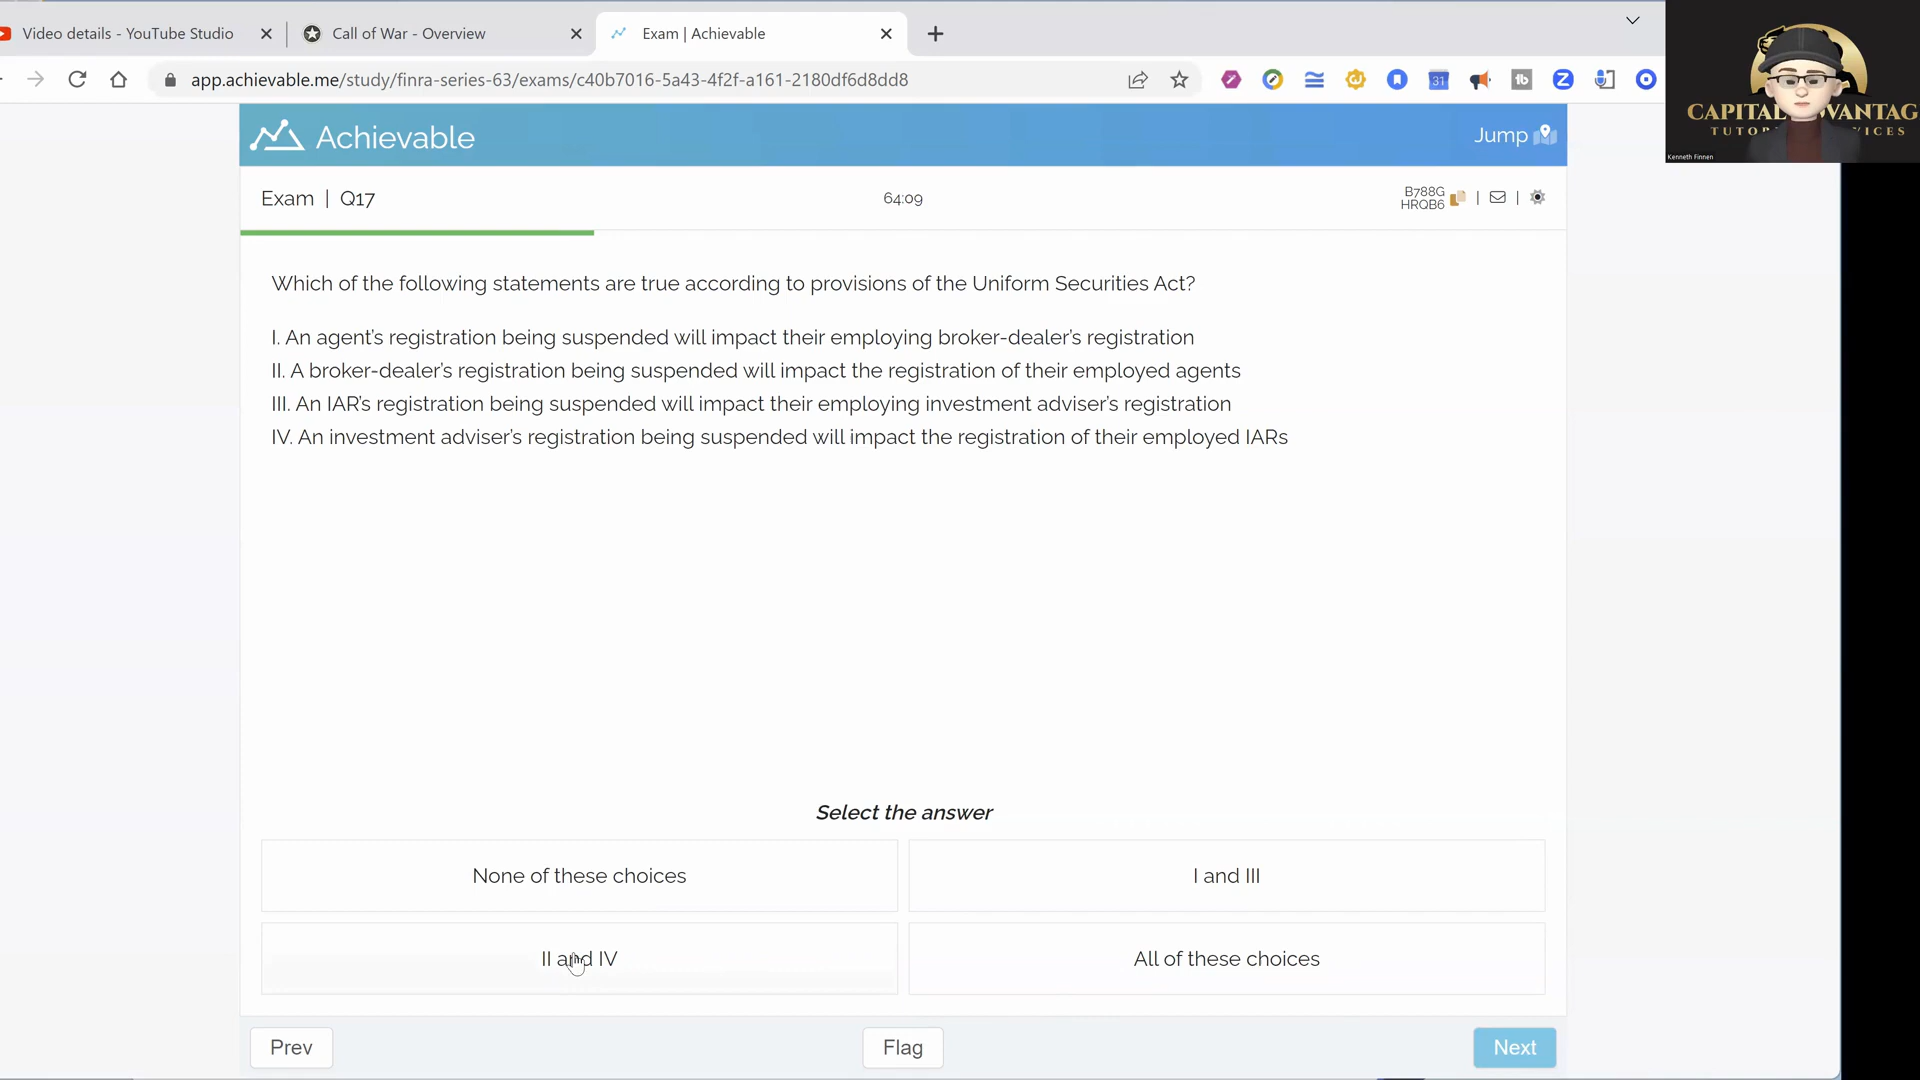 Video details - YouTube Studio
Call of War - Overview
Exam | Achievable
app.achievable.me/study/finra-series-63/exams/c40b7016-5a43-4f2f-a161-2180df6d8dd8
31
Achievable
Jump
Exam | Q17
64:09
B788G
HRQB6
Which of the following statements are true according to provisions of the Uniform Securities Act?
I. An agent's registration being suspended will impact their employing broker-dealer's registration
II. A broker-dealer's registration being suspended will impact the registration of their employed agents
III. An IAR's registration being suspended will impact their employing investment adviser's registration
IV. An investment adviser's registration being suspended will impact the registration of their employed IARs
Select the answer
None of these choices
I and III
II and IV
All of these choices
Prev
Flag
Next
Kenneth Finnen